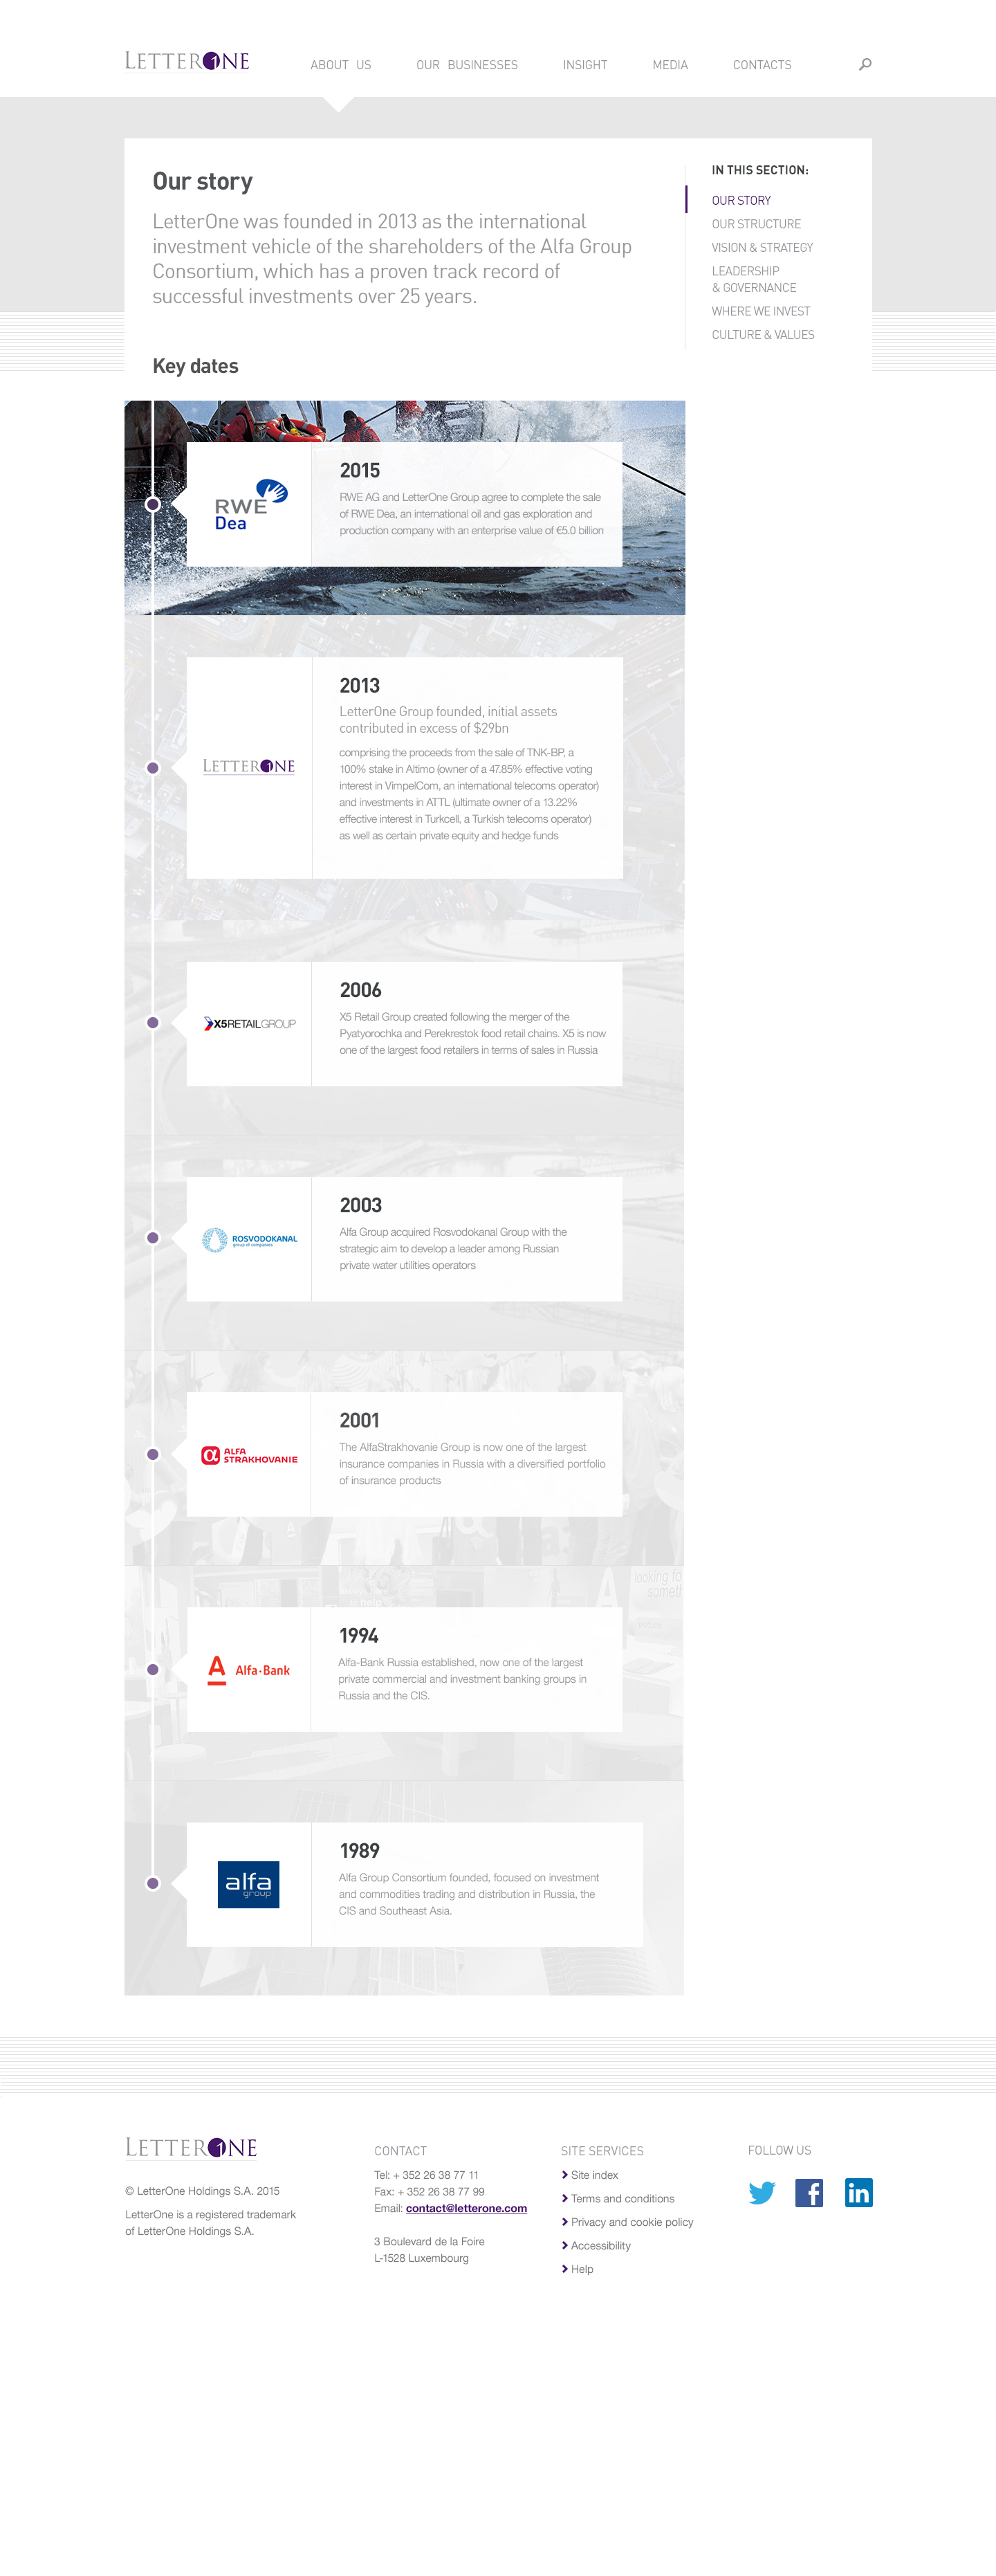 LETTERONE
ABOUT US
OUR BUSINESSES
INSIGHT
MEDIA
CONTACTS
Our story
LetterOne was founded in 2013 as the international
investment vehicle of the shareholders of the Alfa Group
Consortium, which has a proven track record of
successful investments over 25 years.
IN THIS SECTION:
OUR STORY
OUR STRUCTURE
VISION & STRATEGY
LEADERSHIP
& GOVERNANCE
WHERE WE INVEST
CULTURE & VALUES
Key dates
RWE
Dea
2015
RWE AG and LetterOne Group agree to complete the sale
of RWE Dea, an international oil and gas exploration and
production company with an enterprise value of €5.0 billion
LETTERONE
2013
LetterOne Group founded, initial assets
contributed in excess of $29bn
comprising the proceeds from the sale of TNK-BP, a
100% stake in Altimo (owner of a 47.85% effective voting
interest in VimpelCom, an international telecoms operator)
and investments in ATTL (ultimate owner of a 13.22%
effective interest in Turkcell, a Turkish telecoms operator)
as well as certain private equity and hedge funds
X5RETAILGROUP
2006
X5 Retail Group created following the merger of the
Pyatyorochka and Perekrestok food retail chains. X5 is now
one of the largest food retailers in terms of sales in Russia
ROSVODOKANAL
group of companies
2003
Alfa Group acquired Rosvodokanal Group with the
strategic aim to develop a leader among Russian
private water utilities operators
ALFA
STRAKHOVANIE
2001
The AlfaStrakhovanie Group is now one of the largest
insurance companies in Russia with a diversified portfolio
of insurance products
looking fo
somet
help
A Alfa·Bank
1994
Alfa-Bank Russia established, now one of the largest
private commercial and investment banking groups in
Russia and the CIS.
alfa
group
1989
Alfa Group Consortium founded, focused on investment
and commodities trading and distribution in Russia, the
CIS and Southeast Asia.
LETTERONE
© LetterOne Holdings S.A. 2015
LetterOne is a registered trademark
of LetterOne Holdings S.A.
CONTACT
Tel: + 352 26 38 77 11
Fax: + 352 26 38 77 99
Email: contact@letterone.com
3 Boulevard de la Foire
L-1528 Luxembourg
SITE SERVICES
Site index
Terms and conditions
Privacy and cookie policy
Accessibility
Help
FOLLOW US
f
in